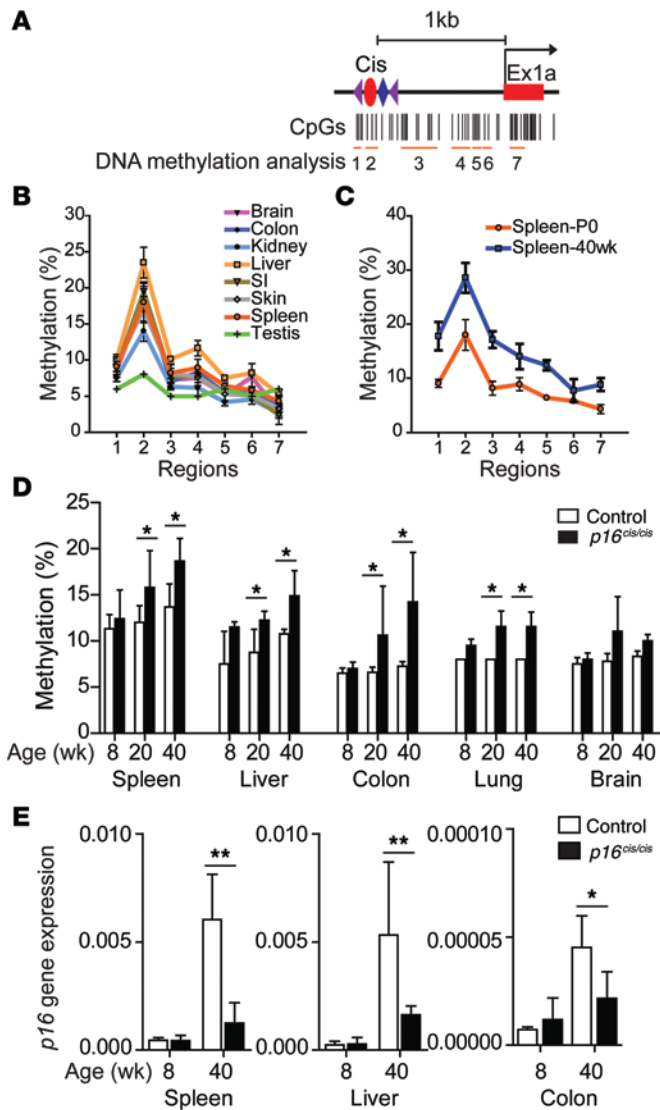 A
1kb
Cis
Ex1a
CpGs
DNA methylation analysis
1 2 3 4 5 6 7
B
Methylation (%)
30
25
20
15
10
5
0
1 2 3 4 5 6 7
Regions
Brain
Colon
Kidney
Liver
SI
Skin
Spleen
Testis
C
Methylation (%)
40
30
20
10
0
1 2 3 4 5 6 7
Regions
Spleen-P0
Spleen-40wk
D
Methylation (%)
25
20
15
10
5
0
Control
p16cis/cis
* * * * * * * *
Age (wk) 8 20 40 8 20 40 8 20 40 8 20 40 8 20 40
Spleen Liver Colon Lung Brain
E
p16 gene expression
0.010
0.005
0.000
**
0.010
0.005
0.000
**
0.00010
0.00005
0.00000
*
Control
p16cis/cis
Age (wk) 8 40 8 40 8 40
Spleen Liver Colon